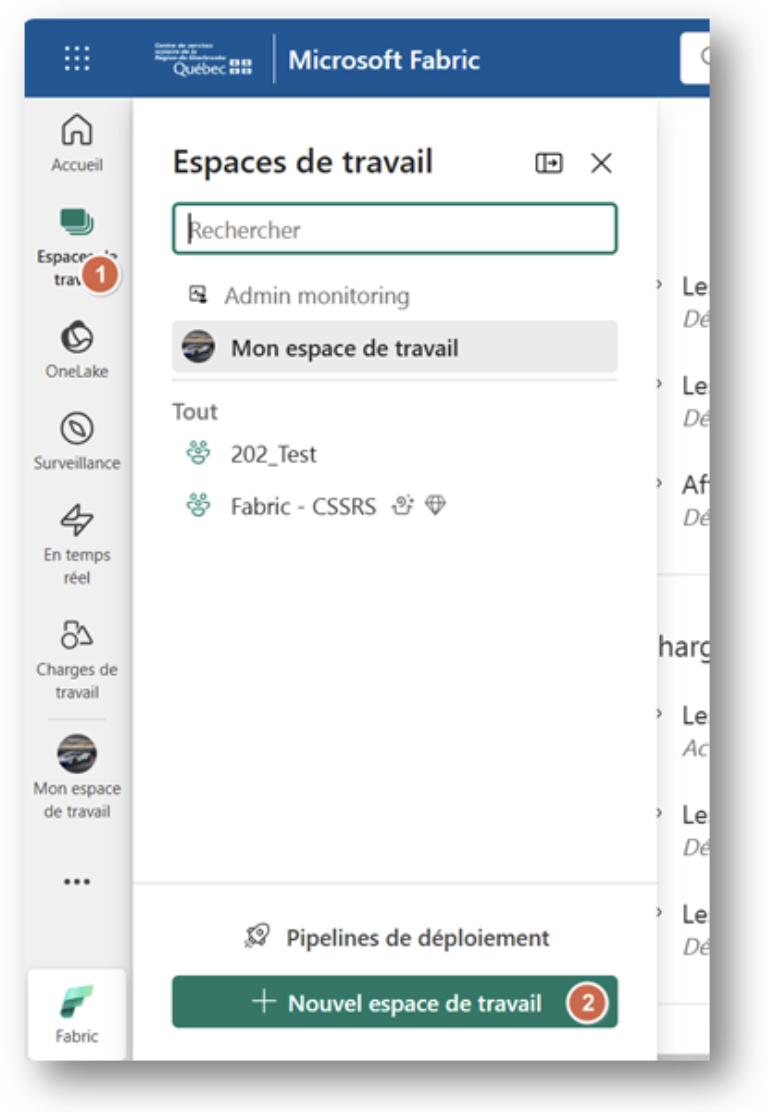 Centre de services
scolaire de la
Région-de-Sherbrooke
Québec
Microsoft Fabric
Accueil
Espaces de
trav
1
OneLake
Surveillance
En temps
réel
Charges de
travail
Mon espace
de travail
Fabric
Espaces de travail
Rechercher
Admin monitoring
Mon espace de travail
Tout
202_Test
Fabric - CSSRS
Pipelines de déploiement
+ Nouvel espace de travail
2
Le
Dé
Le
Dé
Af
Dé
harg
Le
Ac
Le
Dé
Le
Dé